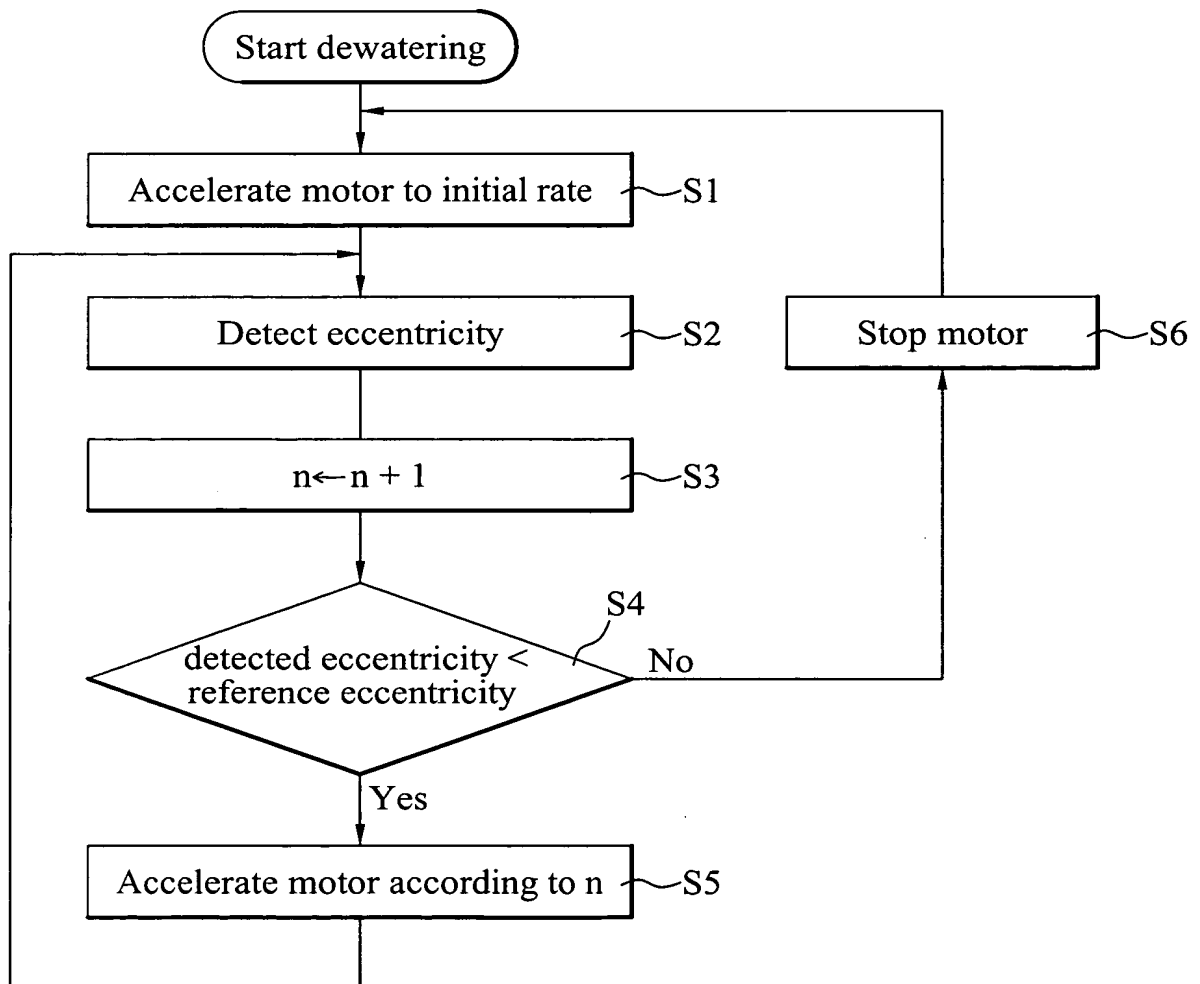 Start dewatering
Accelerate motor to initial rate
S1
Detect eccentricity
S2
Stop motor
S6
n←n + 1
S3
S4
detected eccentricity <
reference eccentricity
No
Yes
Accelerate motor according to n
S5